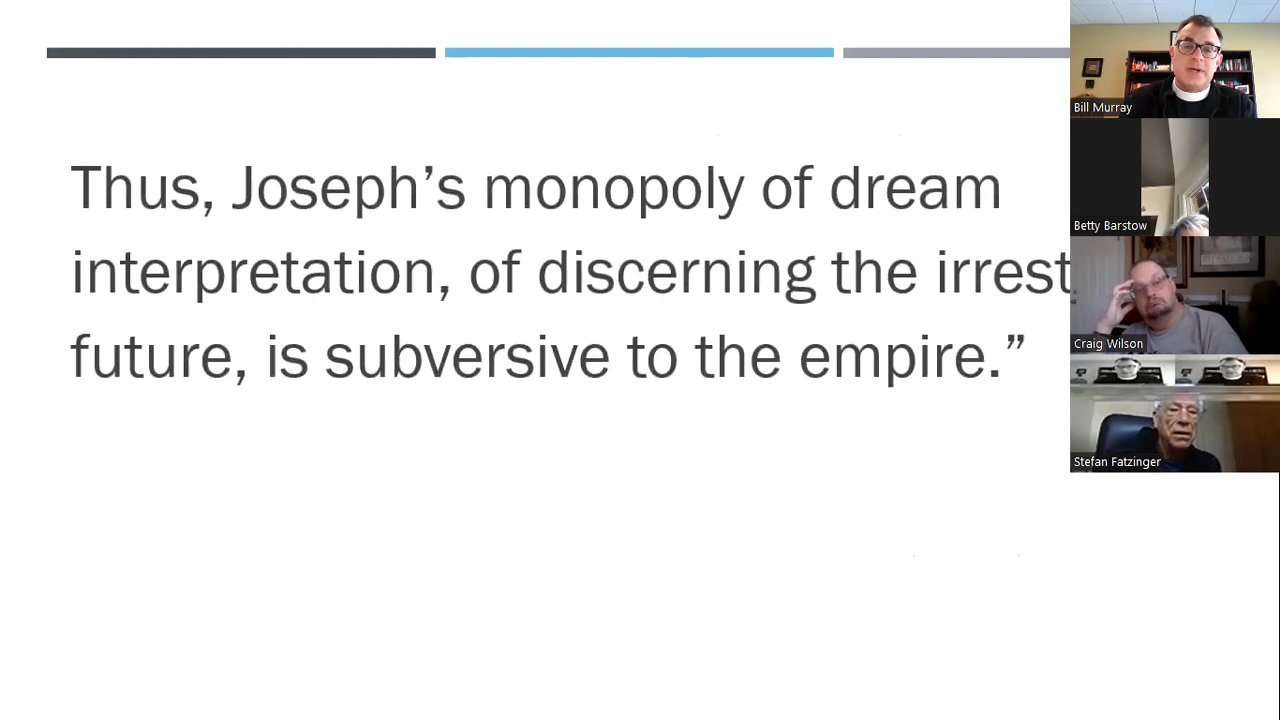 Thus, Joseph’s monopoly of dream
interpretation, of discerning the irrest
future, is subversive to the empire.”
Bill Murray
Betty Barstow
Craig Wilson
Stefan Fatzinger